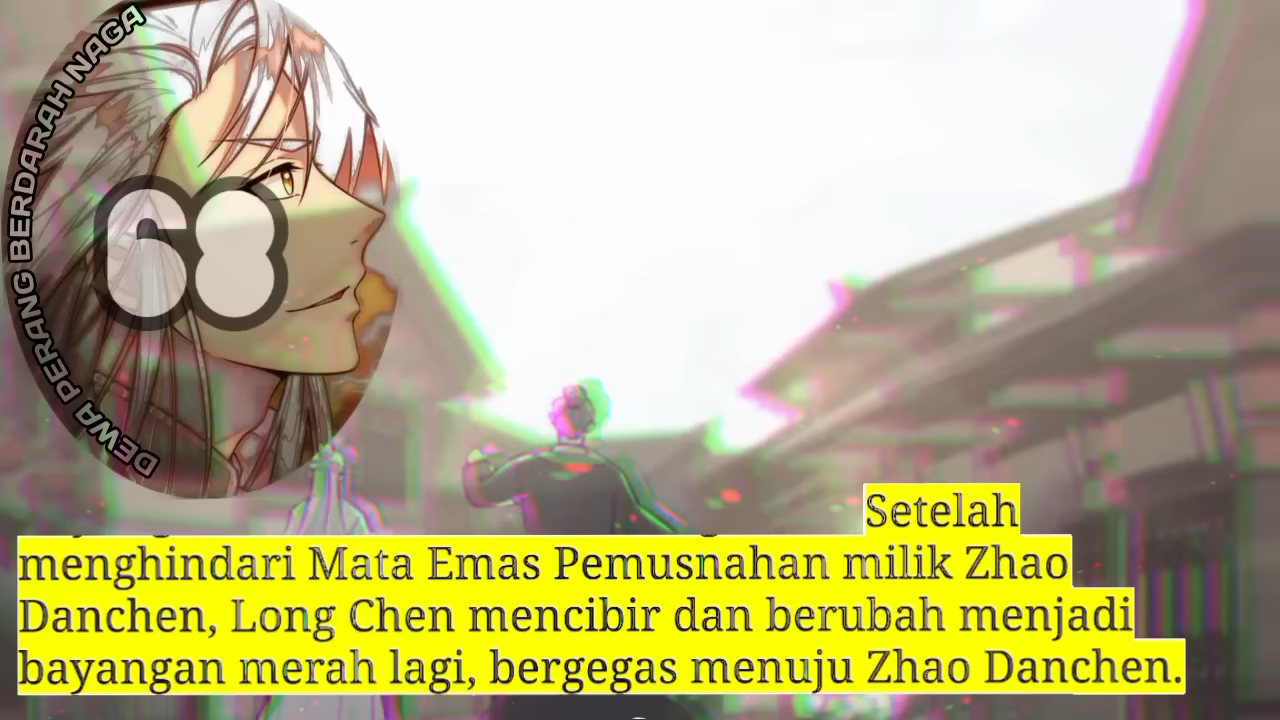 DEWA PERANG BERDARAH NAGA
68
Setelah
menghindari Mata Emas Pemusnahan milik Zhao
Danchen, Long Chen mencibir dan berubah menjadi
bayangan merah lagi, bergegas menuju Zhao Danchen.